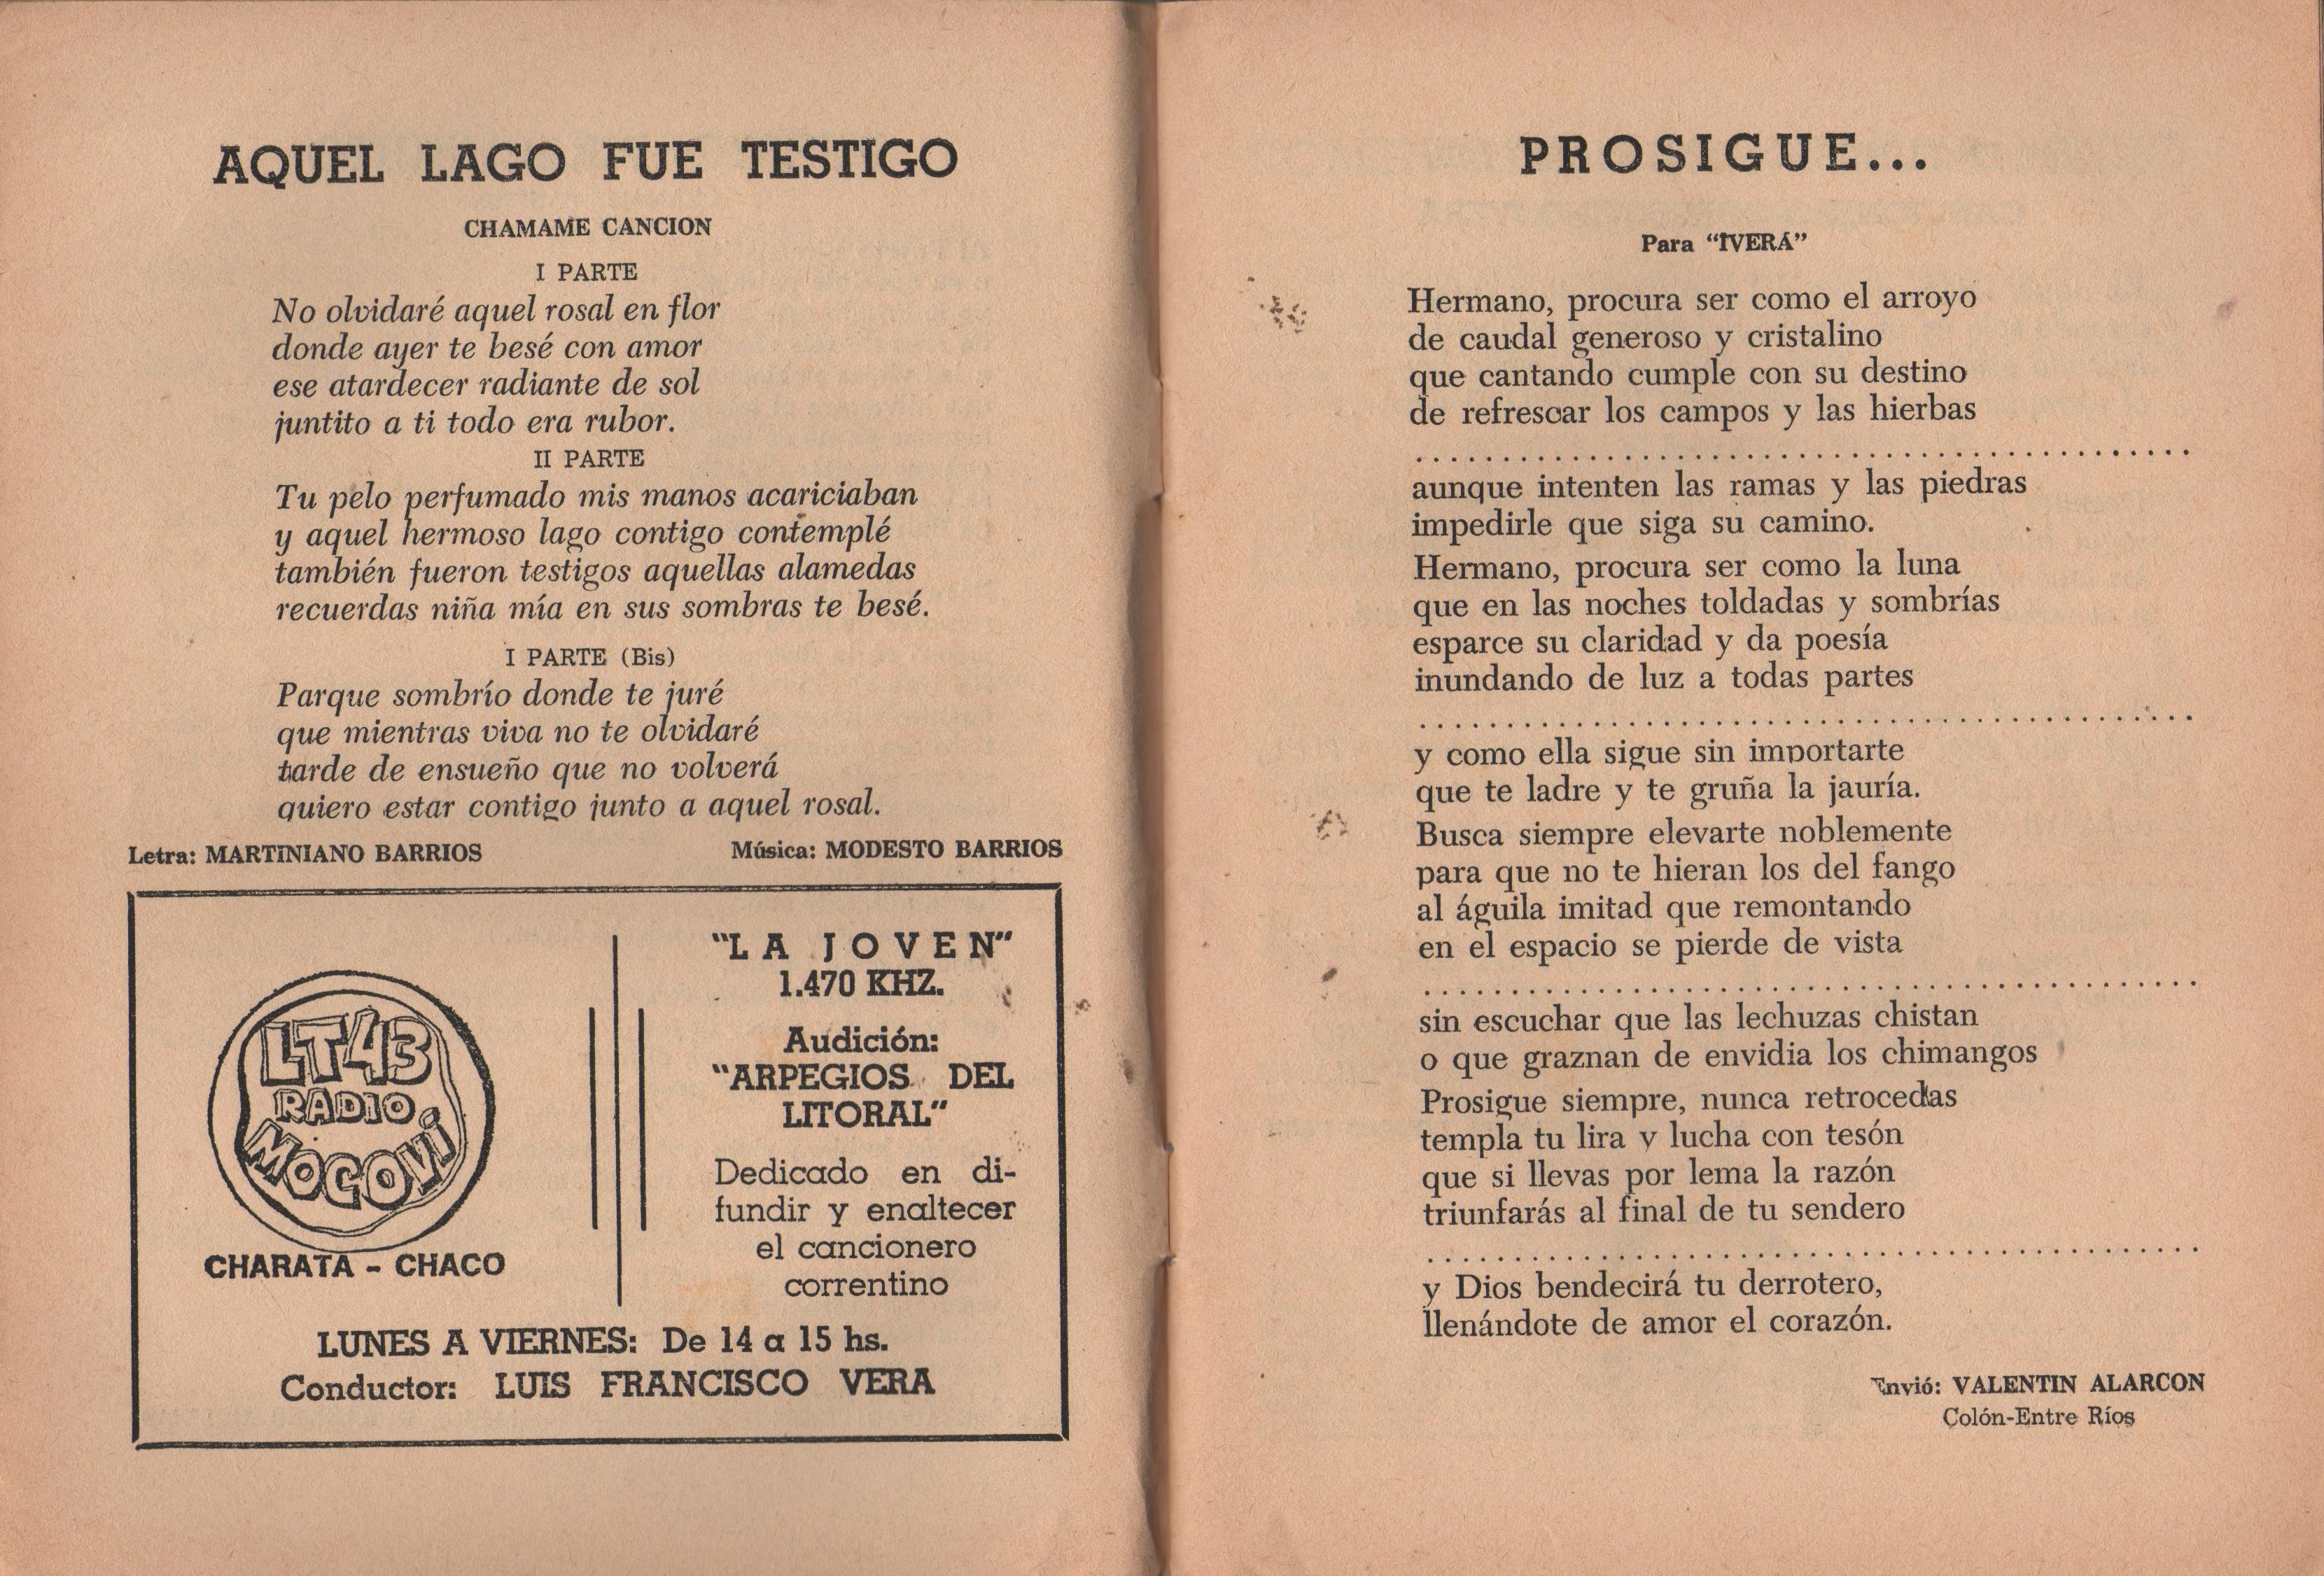 AQUEL LAGO FUE TESTIGO
CHAMAME CANCION
I PARTE
No olvidaré aquel rosal en flor
donde ayer te besé con amor
ese atardecer radiante de sol
juntito a ti todo era rubor.
II PARTE
Tu pelo perfumado mis manos acariciaban
y aquel hermoso lago contigo contemplé
también fueron testigos aquellas alamedas
recuerdas niña mía en sus sombras te besé.
I PARTE (Bis)
Parque sombrío donde te juré
que mientras viva no te olvidaré
tarde de ensueño que no volverá
quiero estar contigo junto a aquel rosal.
Letra: MARTINIANO BARRIOS Música: MODESTO BARRIOS
LT43
RADIO
MOCOVÍ
CHARATA - CHACO
"LA JOVEN"
1.470 KHZ.
Audición:
"ARPEGIOS DEL
LITORAL"
Dedicado en di-
fundir y enaltecer
el cancionero
correntino
LUNES A VIERNES: De 14 a 15 hs.
Conductor: LUIS FRANCISCO VERA
PROSIGUE...
Para "IVERÁ"
Hermano, procura ser como el arroyo
de caudal generoso y cristalino
que cantando cumple con su destino
de refrescar los campos y las hierbas
............................................
aunque intenten las ramas y las piedras
impedirle que siga su camino.
Hermano, procura ser como la luna
que en las noches toldadas y sombrías
esparce su claridad y da poesía
inundando de luz a todas partes
............................................
y como ella sigue sin importarte
que te ladre y te gruña la jauría.
Busca siempre elevarte noblemente
para que no te hieran los del fango
al águila imitad que remontando
en el espacio se pierde de vista
............................................
sin escuchar que las lechuzas chistan
o que graznan de envidia los chimangos
Prosigue siempre, nunca retrocedas
templa tu lira y lucha con tesón
que si llevas por lema la razón
triunfarás al final de tu sendero
............................................
y Dios bendecirá tu derrotero,
llenándote de amor el corazón.
Envió: VALENTIN ALARCON
Colón-Entre Ríos